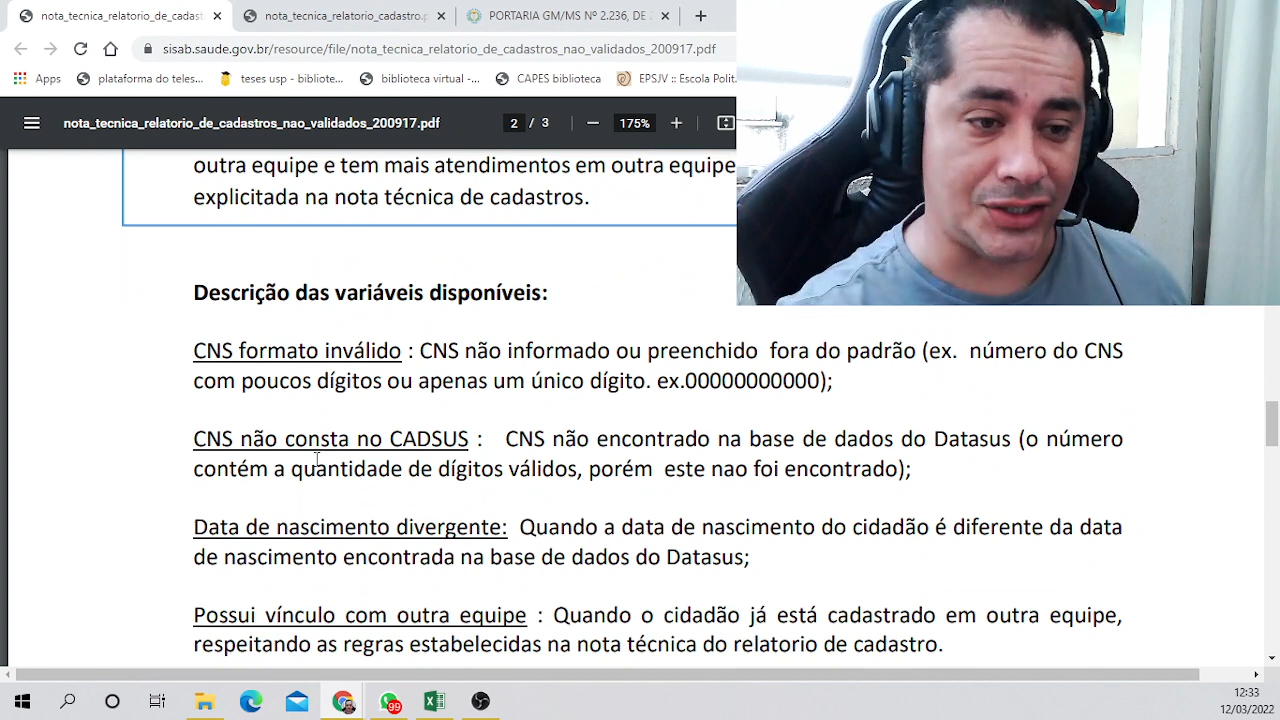 nota_tecnica_relatorio_de_cadast
nota_tecnica_relatorio_cadastro.p
PORTARIA GM/MS Nº 2.236, DE
sisab.saude.gov.br/resource/file/nota_tecnica_relatorio_de_cadastros_nao_validados_200917.pdf
Apps
plataforma do teles...
teses usp - bibliote...
biblioteca virtual -...
CAPES biblioteca
EPSJV :: Escola Polit
nota_tecnica_relatorio_de_cadastros_nao_validados_200917.pdf
2 / 3
175%
outra equipe e tem mais atendimentos em outra equipe
explicitada na nota técnica de cadastros.
Descrição das variáveis disponíveis:
CNS formato inválido : CNS não informado ou preenchido fora do padrão (ex. número do CNS
com poucos dígitos ou apenas um único dígito. ex.00000000000);
CNS não consta no CADSUS : CNS não encontrado na base de dados do Datasus (o número
contém a quantidade de dígitos válidos, porém este nao foi encontrado);
Data de nascimento divergente: Quando a data de nascimento do cidadão é diferente da data
de nascimento encontrada na base de dados do Datasus;
Possui vínculo com outra equipe : Quando o cidadão já está cadastrado em outra equipe,
respeitando as regras estabelecidas na nota técnica do relatorio de cadastro.
99
12:33
12/03/2022